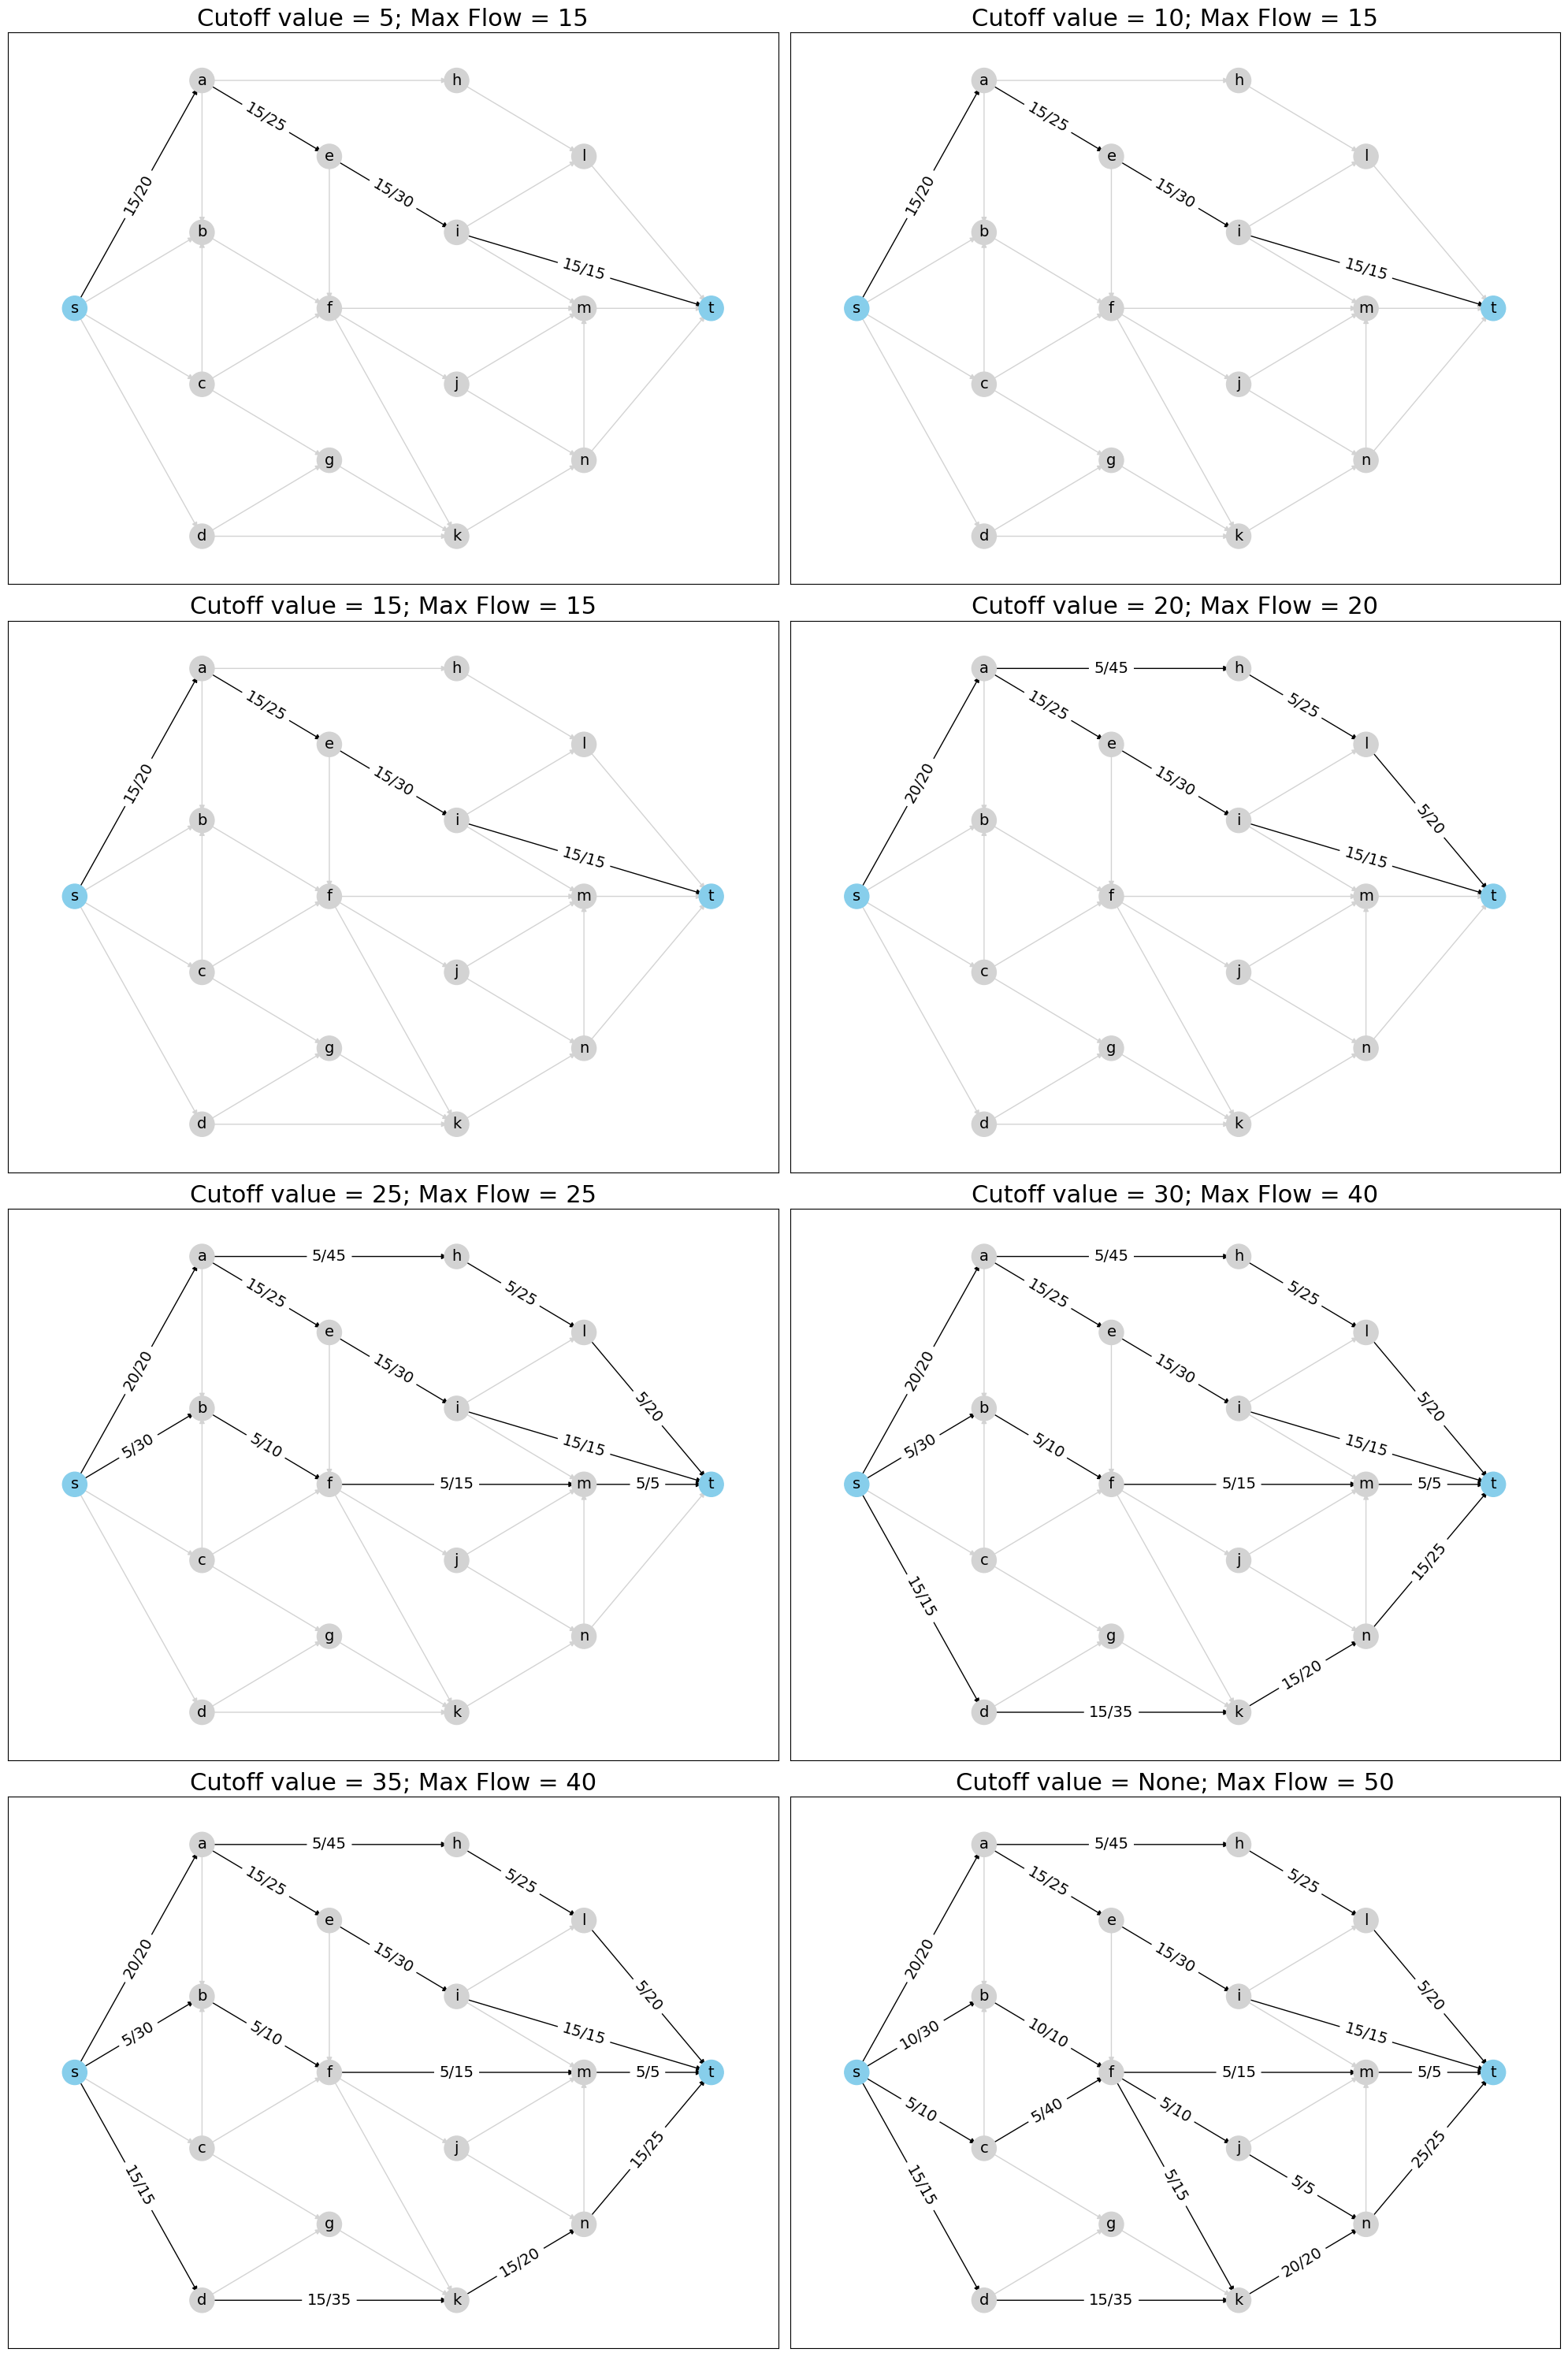 Cutoff value = 5; Max Flow = 15
a h
15/25
e l
15/20 15/30
b i
15/15
s f m t
c j
g n
d k
Cutoff value = 10; Max Flow = 15
a h
15/25
e l
15/20 15/30
b i
15/15
s f m t
c j
g n
d k
Cutoff value = 15; Max Flow = 15
a h
15/25
e l
15/20 15/30
b i
15/15
s f m t
c j
g n
d k
Cutoff value = 20; Max Flow = 20
a 5/45 h
15/25 5/25
e l
20/20 15/30
b i 5/20
15/15
s f m t
c j
g n
d k
Cutoff value = 25; Max Flow = 25
a 5/45 h
15/25 5/25
e l
20/20 15/30
b i 5/20
5/30 5/10 15/15
s f 5/15 m 5/5 t
c j
g n
d k
Cutoff value = 30; Max Flow = 40
a 5/45 h
15/25 5/25
e l
20/20 15/30
b i 5/20
5/30 5/10 15/15
s f 5/15 m 5/5 t
c j 15/25
15/15
g n
15/20
d 15/35 k
Cutoff value = 35; Max Flow = 40
a 5/45 h
15/25 5/25
e l
20/20 15/30
b i 5/20
5/30 5/10 15/15
s f 5/15 m 5/5 t
c j 15/25
15/15
g n
15/20
d 15/35 k
Cutoff value = None; Max Flow = 50
a 5/45 h
15/25 5/25
e l
20/20 15/30
b i 5/20
10/30 10/10 15/15
s f 5/15 m 5/5 t
5/10 5/40 5/10
c j 25/25
15/15 5/15 5/5
g n
20/20
d 15/35 k